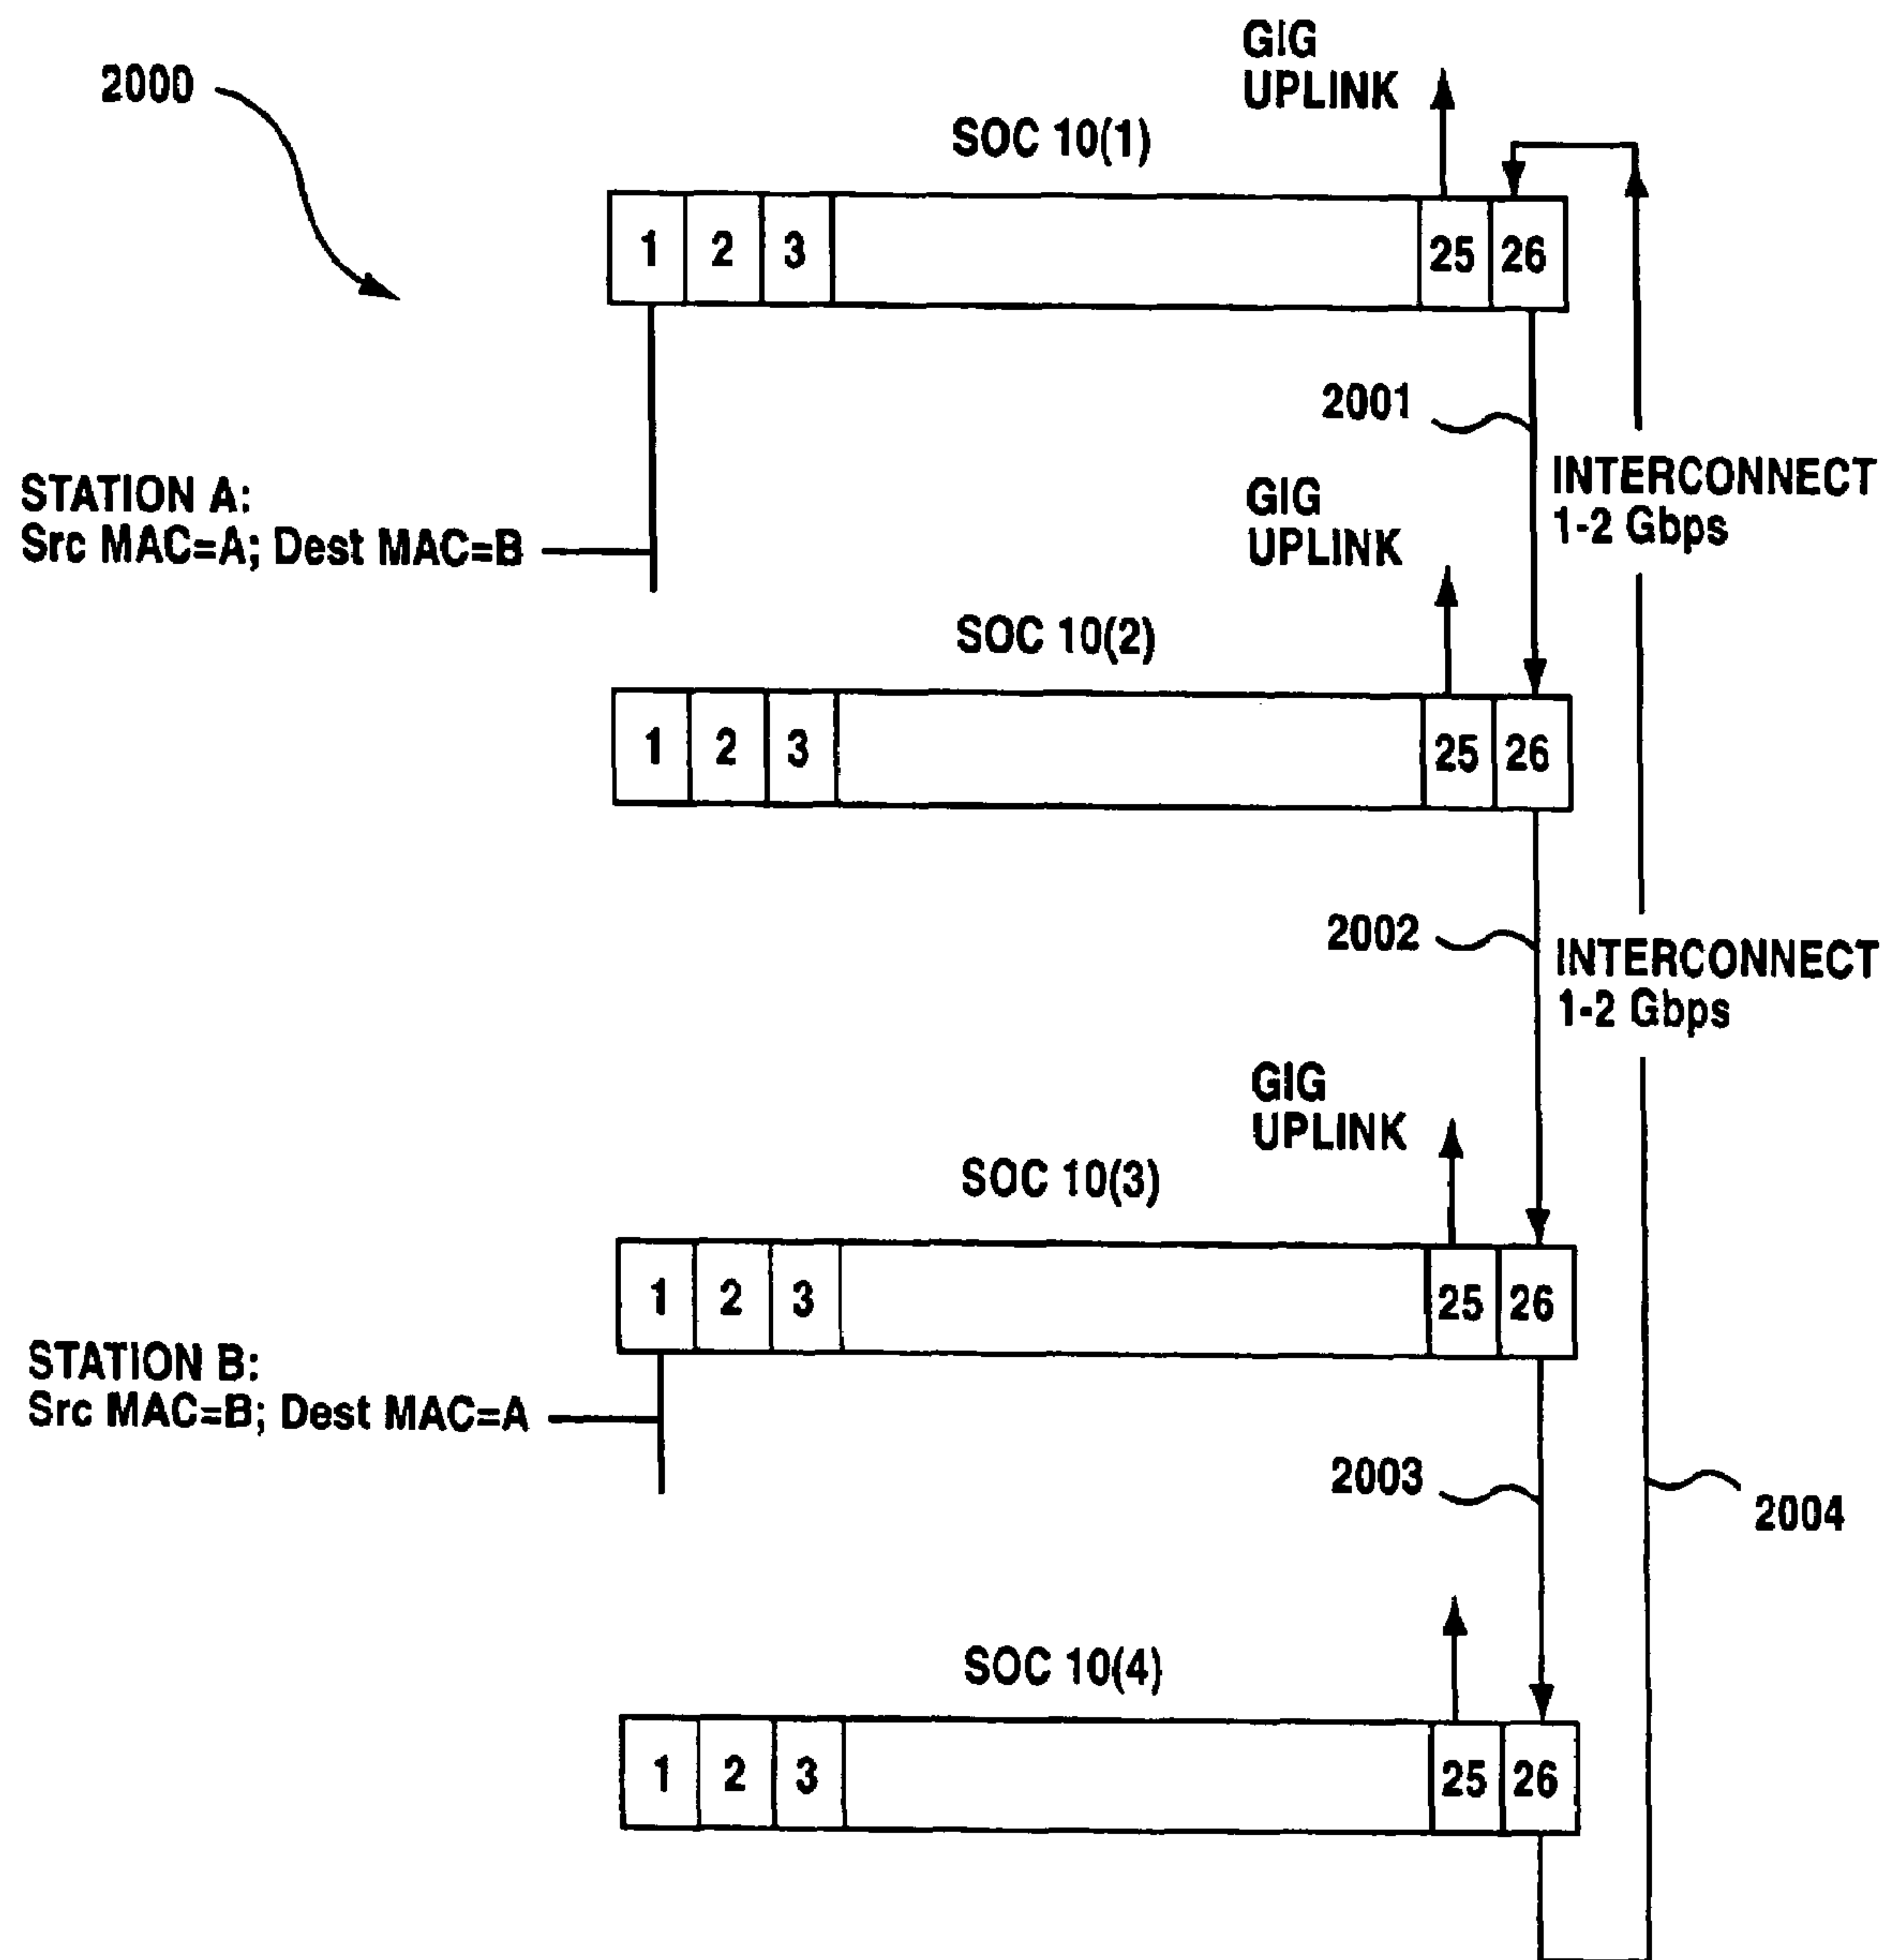 2000
GIG
UPLINK
SOC 10(1)
1 2 3 25 26
2001
INTERCONNECT
1-2 Gbps
STATION A:
Src MAC=A; Dest MAC=B
GIG
UPLINK
SOC 10(2)
1 2 3 25 26
2002
INTERCONNECT
1-2 Gbps
GIG
UPLINK
SOC 10(3)
1 2 3 25 26
STATION B:
Src MAC=B; Dest MAC=A
2003
2004
SOC 10(4)
1 2 3 25 26